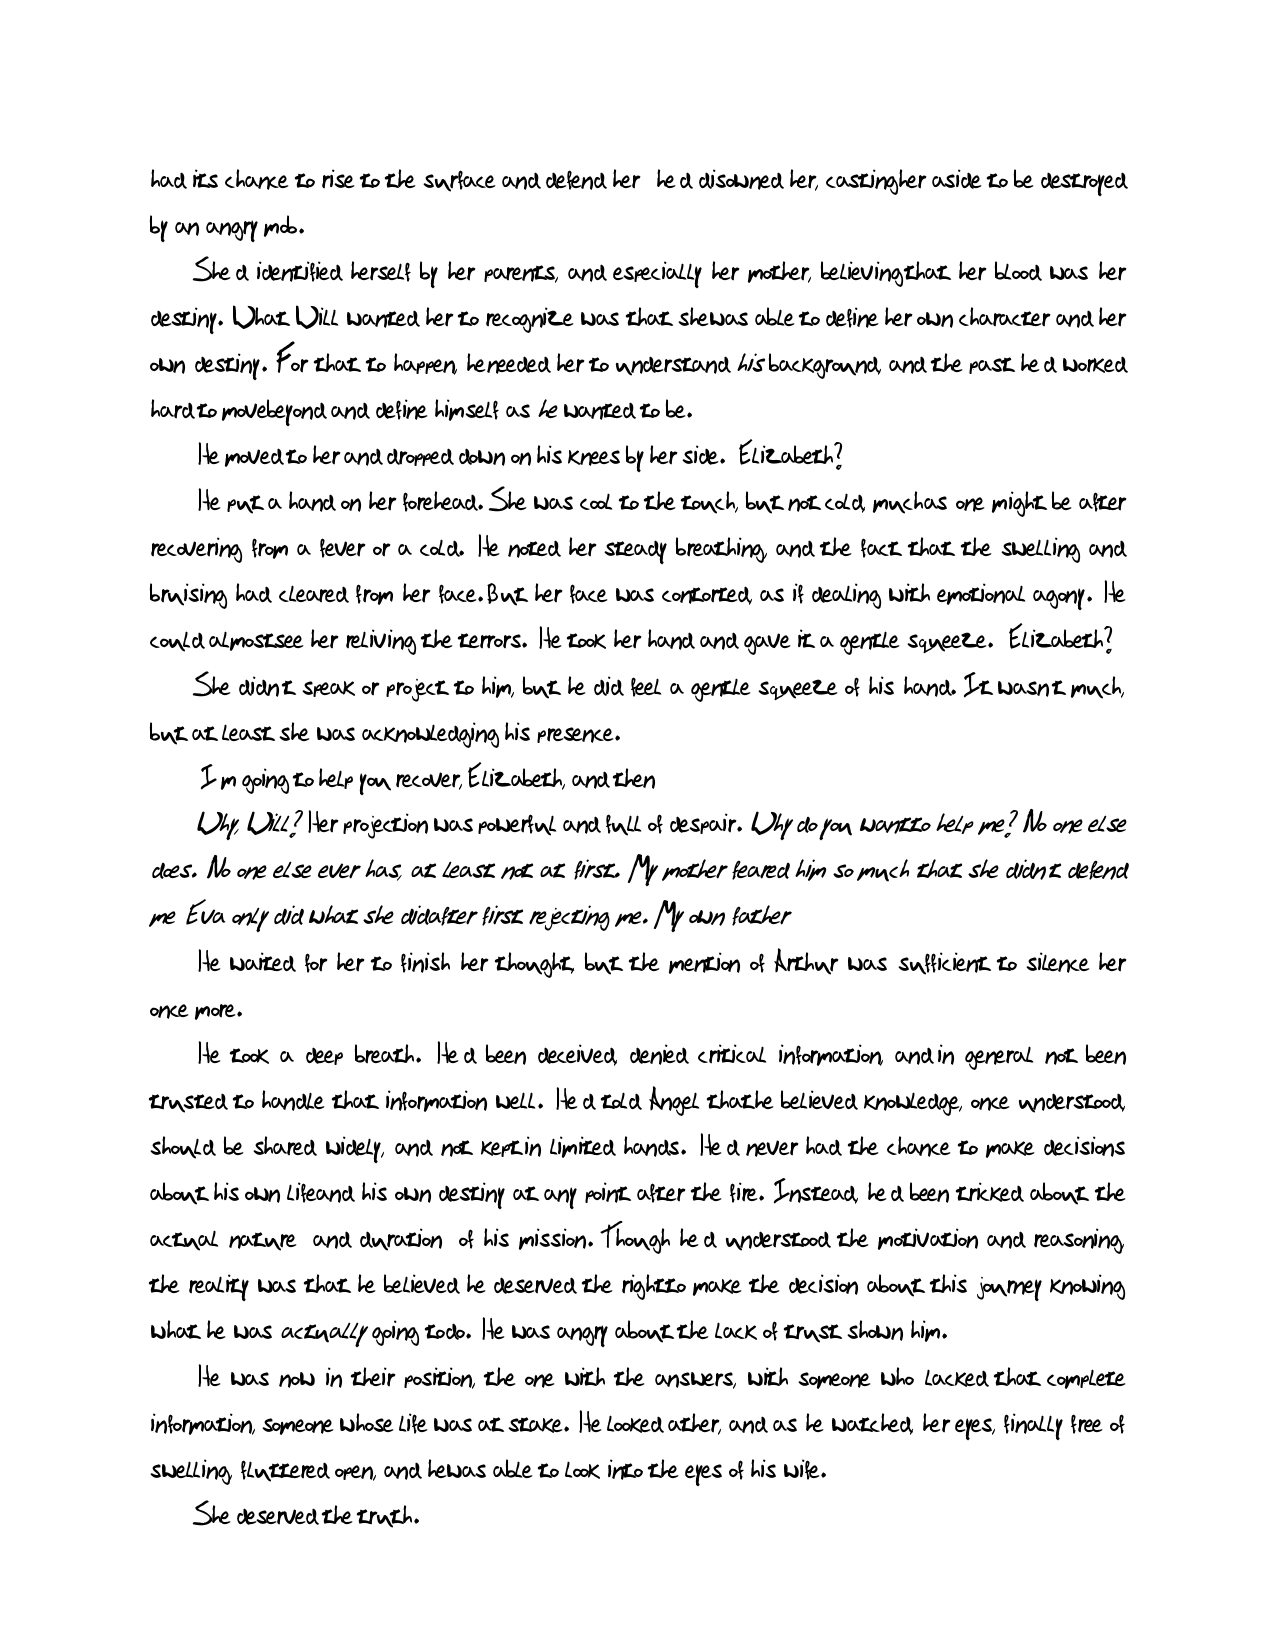 had its chance to rise to the surface and defend her he d disowned her, castingher aside to be destroyed
by an angry mob.
She d identified herself by her parents, and especially her mother, believingthat her blood was her
destiny. What Will wanted her to recognize was that shewas able to define her own character and her
own destiny. For that to happen, heneeded her to understand his background, and the past he d worked
hard to movebeyond and define himself as he wanted to be.
He moved to her and dropped down on his knees by her side. Elizabeth?
He put a hand on her forehead. She was cool to the touch, but not cold, muchas one might be after
recovering from a fever or a cold. He noted her steady breathing, and the fact that the swelling and
bruising had cleared from her face.But her face was contorted, as if dealing with emotional agony. He
could almostsee her reliving the terrors. He took her hand and gave it a gentle squeeze. Elizabeth?
She didn t speak or project to him, but he did feel a gentle squeeze of his hand. It wasn t much,
but at least she was acknowledging his presence.
I m going to help you recover, Elizabeth, and then
Why, Will? Her projection was powerful and full of despair. Why do you wantto help me? No one else
does. No one else ever has, at least not at first. My mother feared him so much that she didn t defend
me Eva only did what she didafter first rejecting me. My own father
He waited for her to finish her thought, but the mention of Arthur was sufficient to silence her
once more.
He took a deep breath. He d been deceived, denied critical information, andin general not been
trusted to handle that information well. He d told Angel thathe believed knowledge, once understood,
should be shared widely, and not keptin limited hands. He d never had the chance to make decisions
about his own lifeand his own destiny at any point after the fire. Instead, he d been tricked about the
actual nature and duration of his mission. Though he d understood the motivation and reasoning,
the reality was that he believed he deserved the rightto make the decision about this journey knowing
what he was actually going todo. He was angry about the lack of trust shown him.
He was now in their position, the one with the answers, with someone who lacked that complete
information, someone whose life was at stake. He looked ather, and as he watched, her eyes, finally free of
swelling, fluttered open, and hewas able to look into the eyes of his wife.
She deserved the truth.